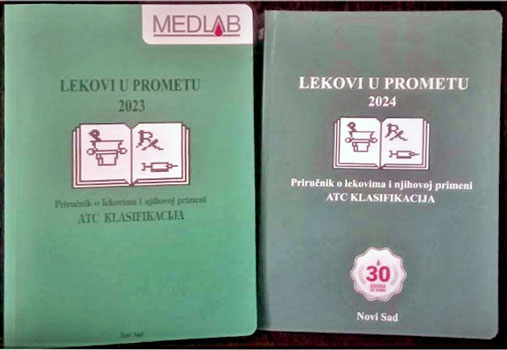 MEDLAB
LEKOVI U PROMETU
2023
Rx
Priručnik o lekovima i njihovoj primeni
ATC KLASIFIKACIJA
Novi Sad
LEKOVI U PROMETU
2024
Rx
Priručnik o lekovima i njihovoj primeni
ATC KLASIFIKACIJA
30
Novi Sad